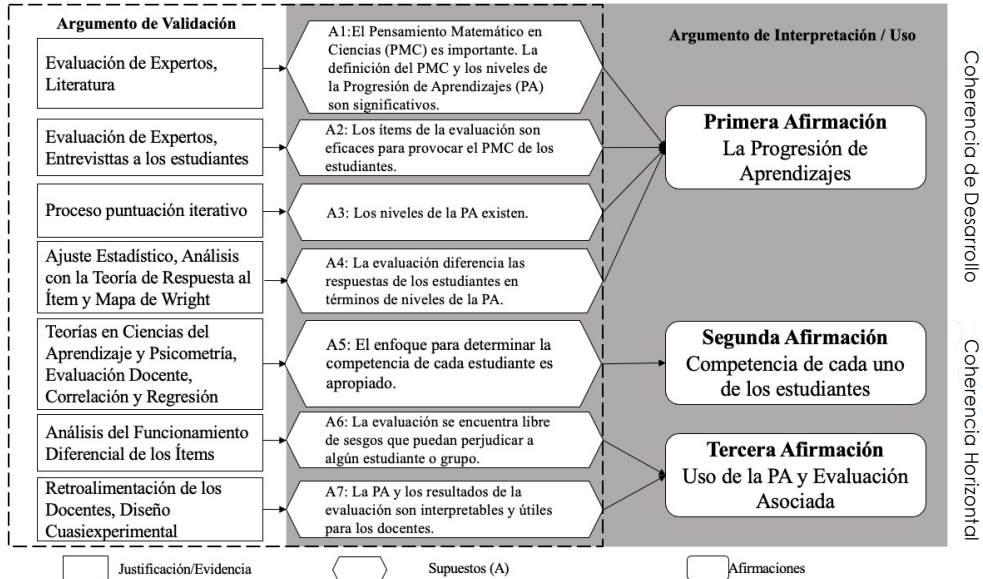 Argumento de Validación
Argumento de Interpretación / Uso
Evaluación de Expertos,
Literatura
A1:El Pensamiento Matemático en
Ciencias (PMC) es importante. La
definición del PMC y los niveles de
la Progresión de Aprendizajes (PA)
son significativos.
Evaluación de Expertos,
Entrevisttas a los estudiantes
A2: Los ítems de la evaluación son
eficaces para provocar el PMC de los
estudiantes.
Proceso puntuación iterativo
A3: Los niveles de la PA existen.
Ajuste Estadístico, Análisis
con la Teoría de Respuesta al
Ítem y Mapa de Wright
A4: La evaluación diferencia las
respuestas de los estudiantes en
términos de niveles de la PA.
Primera Afirmación
La Progresión de
Aprendizajes
Coherencia de Desarrollo
Teorías en Ciencias del
Aprendizaje y Psicometría,
Evaluación Docente,
Correlación y Regresión
A5: El enfoque para determinar la
competencia de cada estudiante es
apropiado.
Segunda Afirmación
Competencia de cada uno
de los estudiantes
Análisis del Funcionamiento
Diferencial de los Ítems
A6: La evaluación se encuentra libre
de sesgos que puedan perjudicar a
algún estudiante o grupo.
Retroalimentación de los
Docentes, Diseño
Cuasiexperimental
A7: La PA y los resultados de la
evaluación son interpretables y útiles
para los docentes.
Tercera Afirmación
Uso de la PA y Evaluación
Asociada
Coherencia Horizontal
Justificación/Evidencia
Supuestos (A)
Afirmaciones